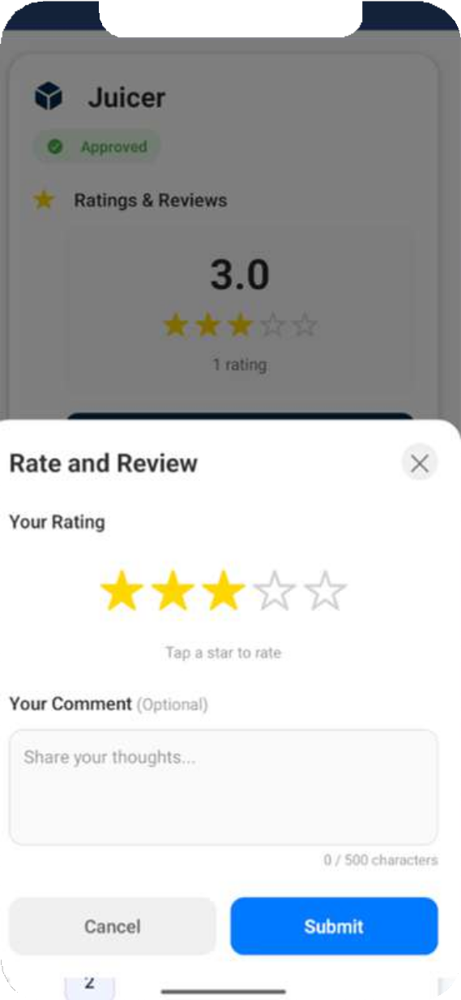 Juicer
Approved
Ratings & Reviews
3.0
1 rating
Rate and Review
Your Rating
Tap a star to rate
Your Comment (Optional)
Share your thoughts...
0 / 500 characters
Cancel
Submit
2